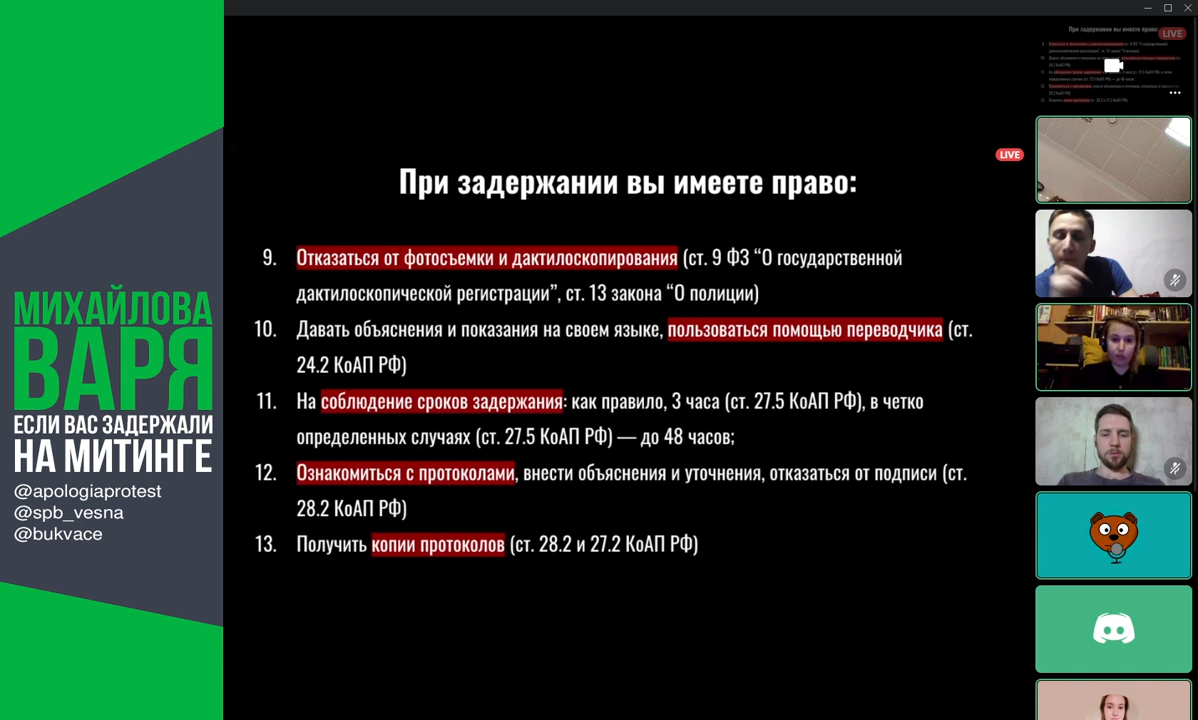 МИХАЙЛОВА
ВАРЯ
ЕСЛИ ВАС ЗАДЕРЖАЛИ
НА МИТИНГЕ
@apologiaprotest
@spb_vesna
@bukvace
При задержании вы имеете право:
9. Отказаться от фотосъемки и дактилоскопирования (ст. 9 ФЗ “О государственной
дактилоскопической регистрации”, ст. 13 закона “О полиции)
10. Давать объяснения и показания на своем языке, пользоваться помощью переводчика (ст.
24.2 КоАП РФ)
11. На соблюдение сроков задержания: как правило, 3 часа (ст. 27.5 КоАП РФ), в четко
определенных случаях (ст. 27.5 КоАП РФ) — до 48 часов;
12. Ознакомиться с протоколами, внести объяснения и уточнения, отказаться от подписи (ст.
28.2 КоАП РФ)
13. Получить копии протоколов (ст. 28.2 и 27.2 КоАП РФ)
LIVE
При задержании вы имеете право:
LIVE